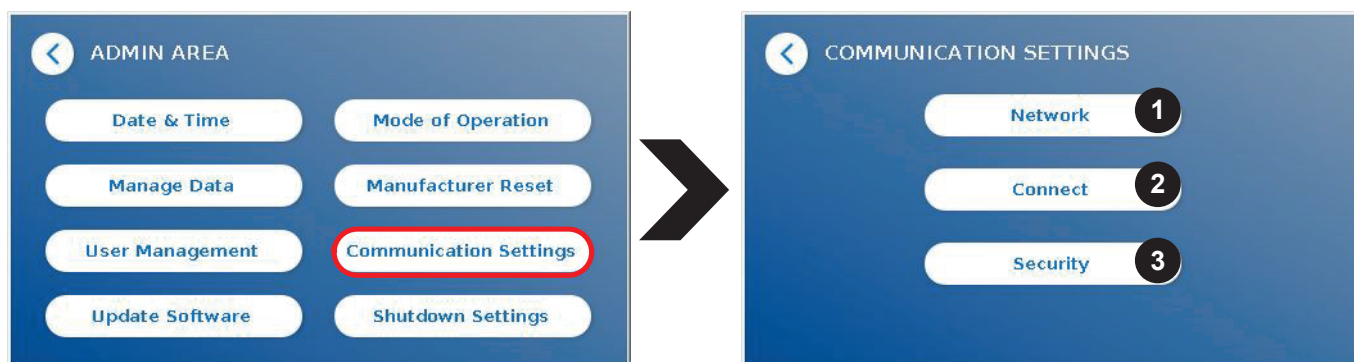 ADMIN AREA
Date & Time
Mode of Operation
Manage Data
Manufacturer Reset
User Management
Communication Settings
Update Software
Shutdown Settings
COMMUNICATION SETTINGS
Network 1
Connect 2
Security 3